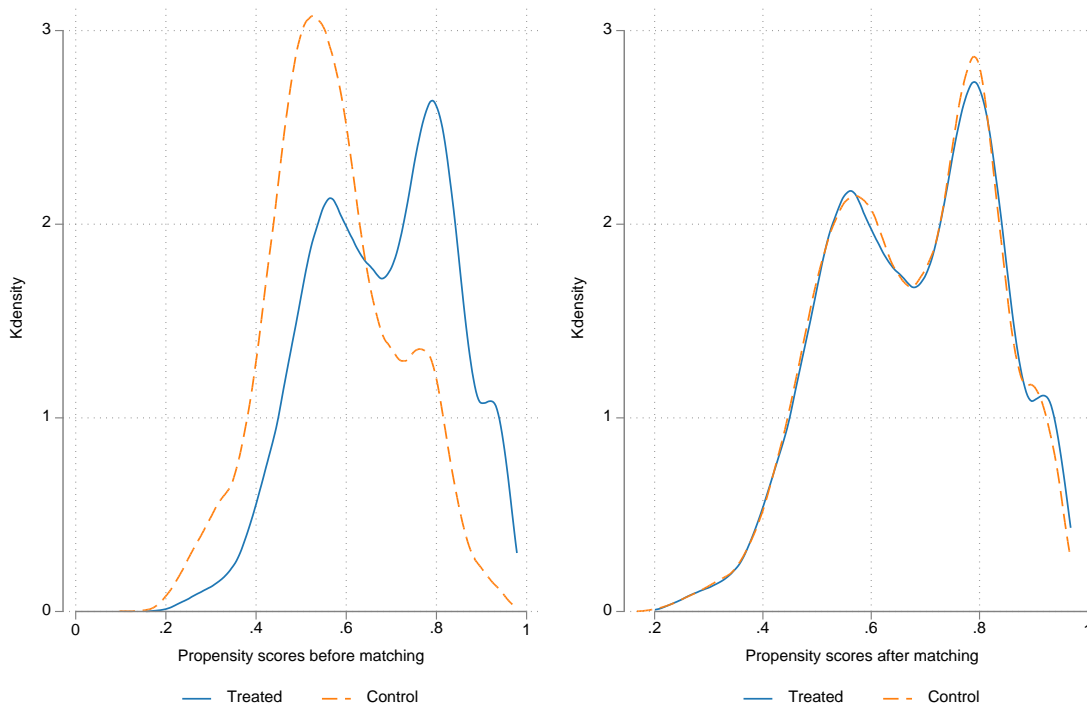 3
2
1
0
Kdensity
0
.2
.4
.6
.8
1
Propensity scores before matching
Treated
Control
3
2
1
0
Kdensity
.2
.4
.6
.8
1
Propensity scores after matching
Treated
Control